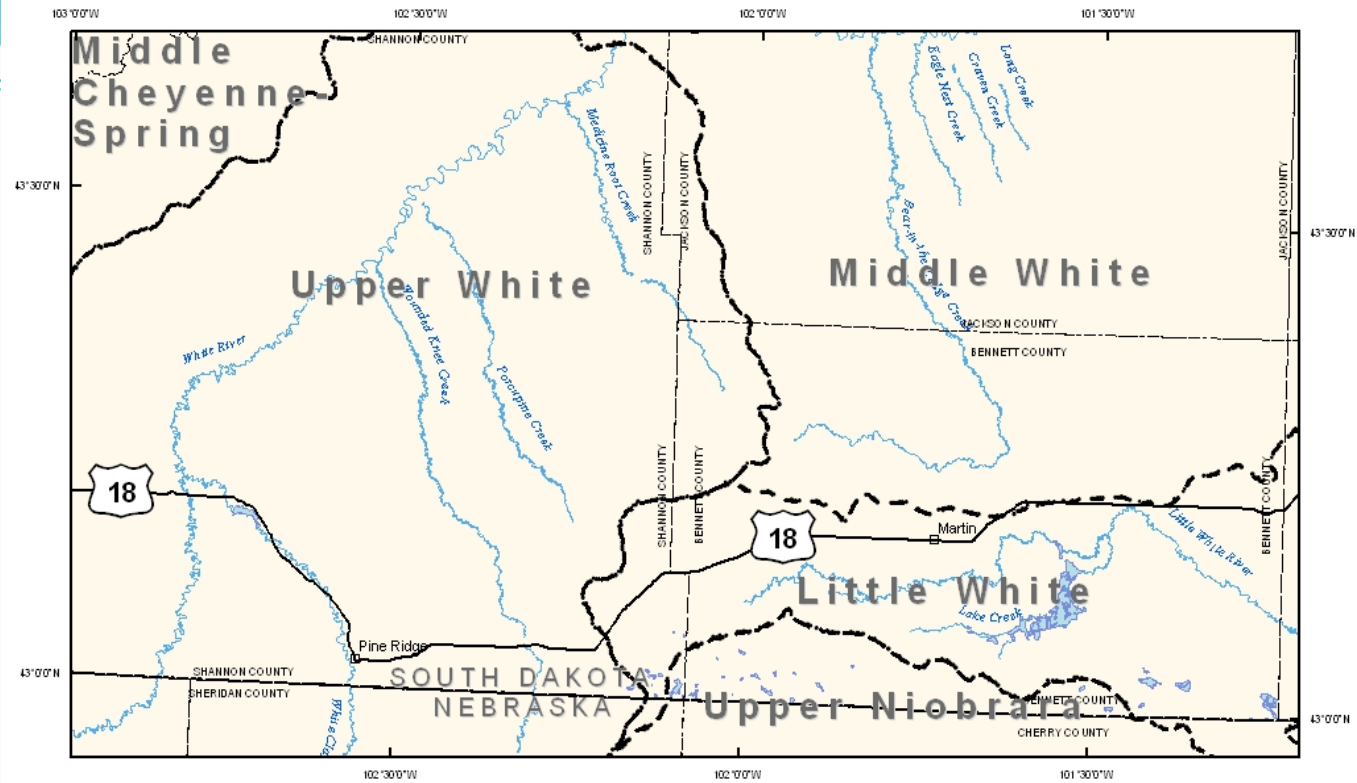 103°0'0"W
102°30'0"W
102°0'0"W
101°30'0"W
SHANNON COUNTY
Middle
Cheyenne-
Spring
Eagle Nest Creek
Craven Creek
Long Creek
Medicine Root Creek
43°30'0"N
SHANNON COUNTY
JACKSON COUNTY
JACKSON COUNTY
43°30'0"N
Bear-in-the-Lodge Creek
Upper White
Middle White
Wounded Knee Creek
JACKSON COUNTY
BENNETT COUNTY
White River
Porcupine Creek
SHANNON COUNTY
BENNETT COUNTY
BENNETT COUNTY
18
18
Martin
Little White River
Little White
Lake Creek
Pine Ridge
43°0'0"N
SHANNON COUNTY
SHERIDAN COUNTY
SOUTH DAKOTA
NEBRASKA
Upper Niobrara
BENNETT COUNTY
CHERRY COUNTY
43°0'0"N
102°30'0"W
102°0'0"W
101°30'0"W